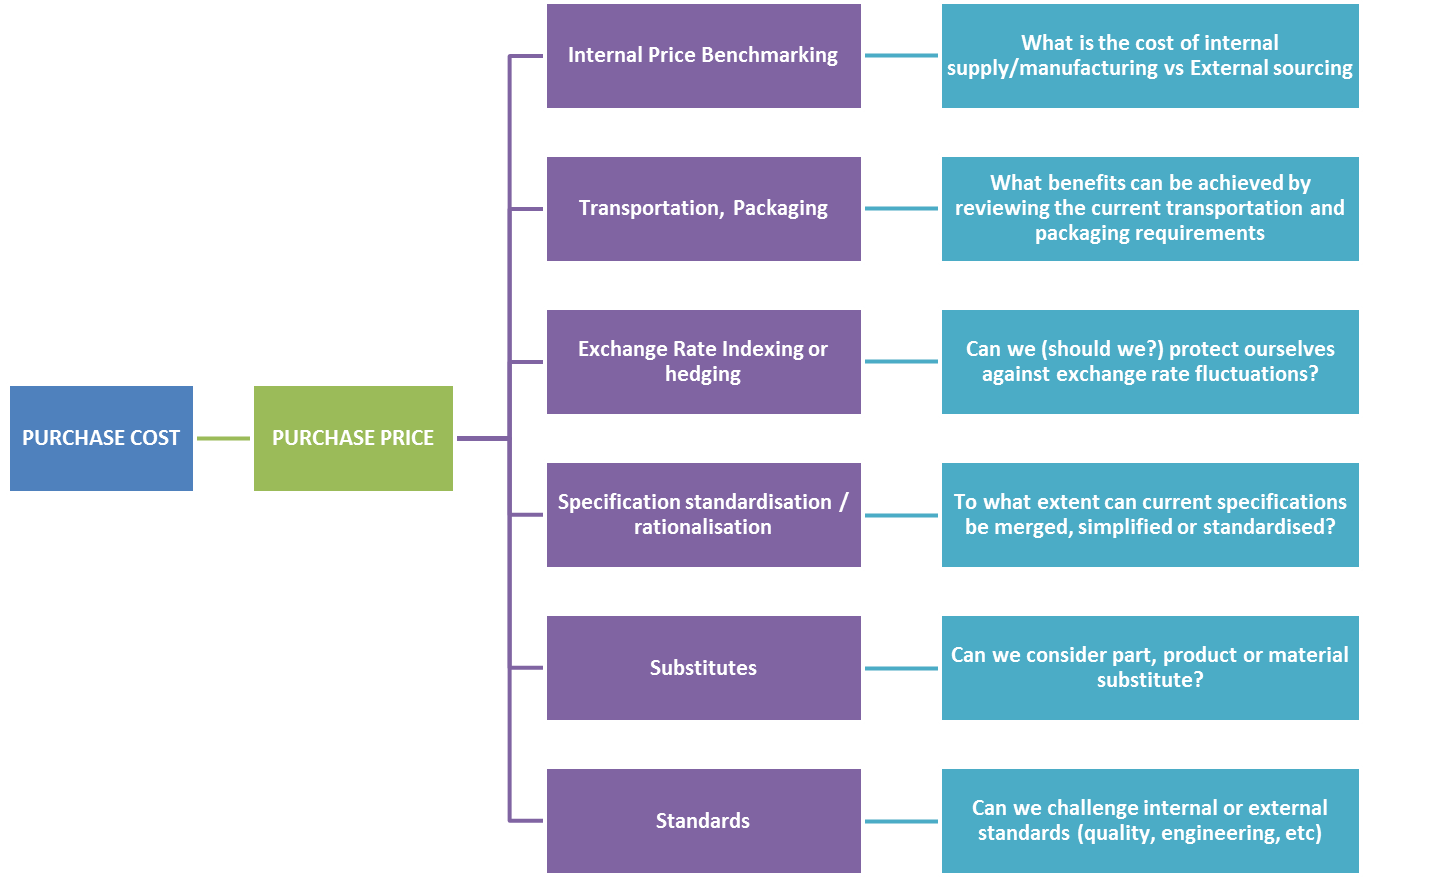 PURCHASE COST
PURCHASE PRICE
Internal Price Benchmarking
What is the cost of internal
supply/manufacturing vs External sourcing
Transportation, Packaging
What benefits can be achieved by
reviewing the current transportation and
packaging requirements
Exchange Rate Indexing or
hedging
Can we (should we?) protect ourselves
against exchange rate fluctuations?
Specification standardisation /
rationalisation
To what extent can current specifications
be merged, simplified or standardised?
Substitutes
Can we consider part, product or material
substitute?
Standards
Can we challenge internal or external
standards (quality, engineering, etc)